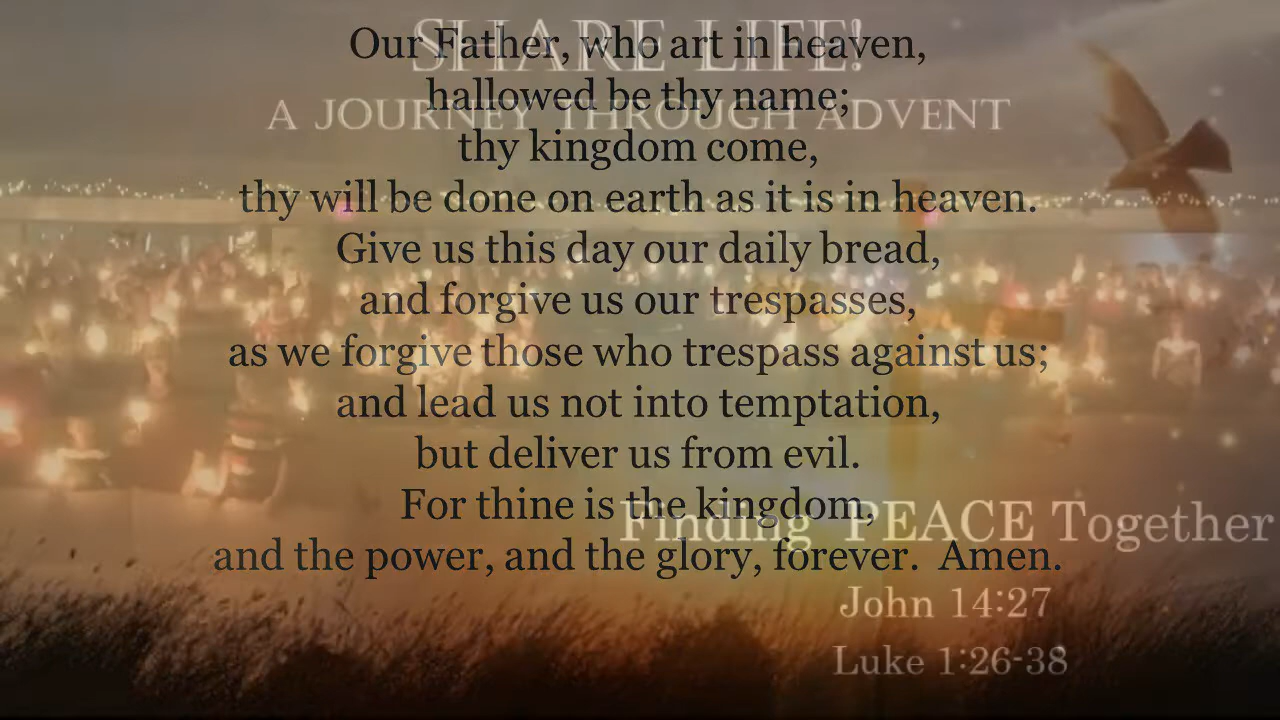 SHARE LIFE!
A JOURNEY THROUGH ADVENT
Our Father, who art in heaven,
hallowed be thy name;
thy kingdom come,
thy will be done on earth as it is in heaven.
Give us this day our daily bread,
and forgive us our trespasses,
as we forgive those who trespass against us;
and lead us not into temptation,
but deliver us from evil.
For thine is the kingdom,
and the power, and the glory, forever.  Amen.
Finding PEACE Together
John 14:27
Luke 1:26-38